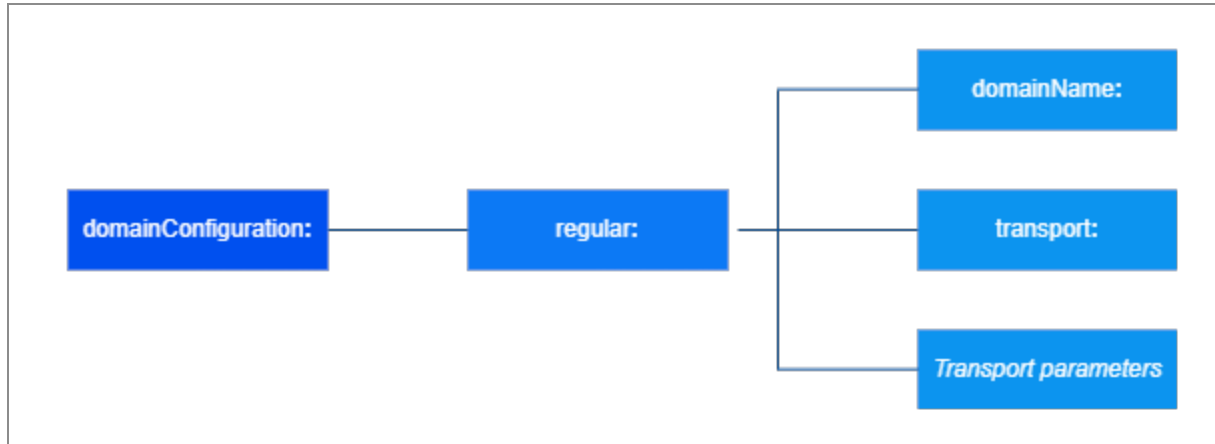 domainConfiguration:
regular:
domainName:
transport:
Transport parameters